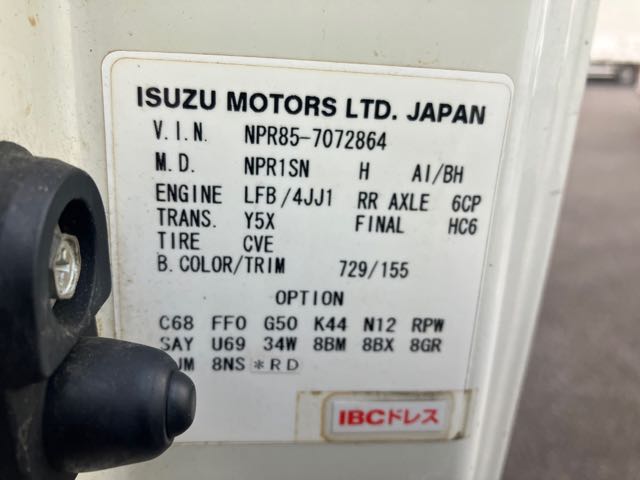 ISUZU MOTORS LTD. JAPAN
V.I.N. NPR85-7072864
M.D. NPR1SN H AI/BH
ENGINE LFB/4JJ1 RR AXLE 6CP
TRANS. Y5X FINAL HC6
TIRE CVE
B.COLOR/TRIM 729/155
OPTION
C68 FF0 G50 K44 N12 RPW
SAY U69 34W 8BM 8BX 8GR
8NS *RD
IBCドレス